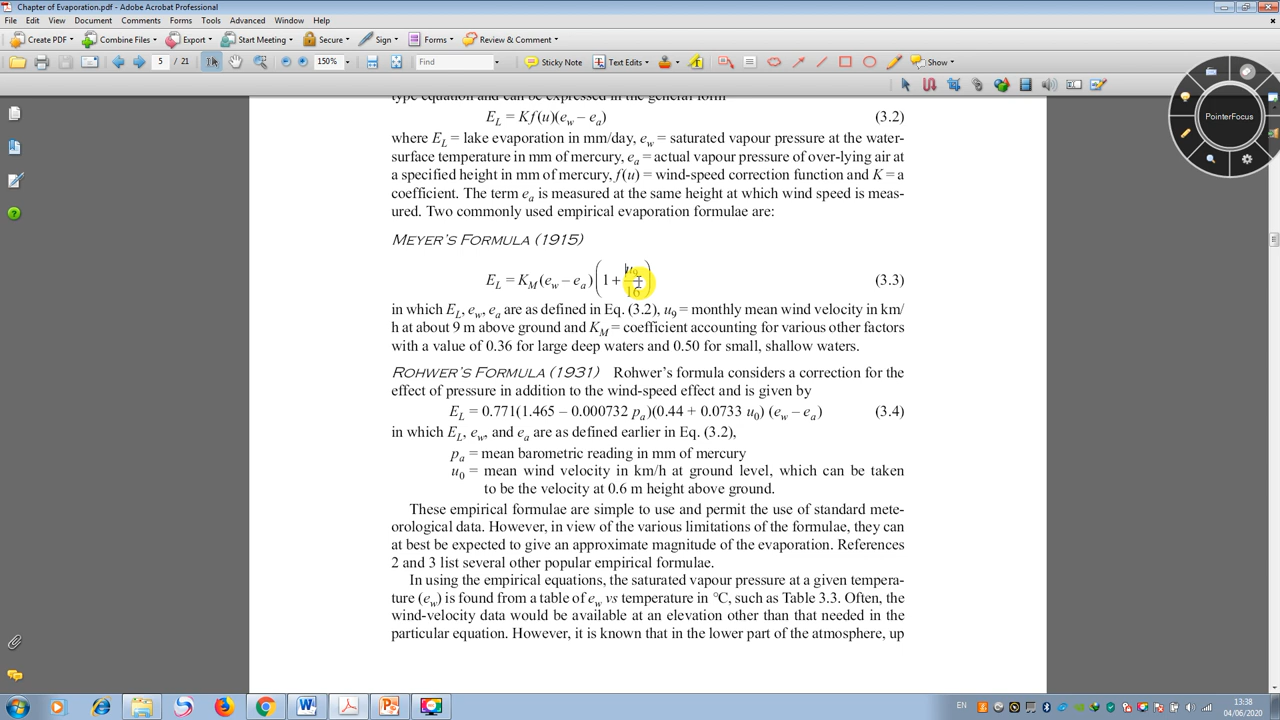 Chapter of Evaporation.pdf - Adobe Acrobat Professional
File Edit View Document Comments Forms Tools Advanced Window Help
Create PDF Combine Files Export Start Meeting Secure Sign Forms Review & Comment
5 / 21 150% Find Sticky Note Text Edits Show
PointerFocus
type equation and can be expressed in the general form
E_L = Kf(u)(e_w – e_a) (3.2)
where E_L = lake evaporation in mm/day, e_w = saturated vapour pressure at the water-
surface temperature in mm of mercury, e_a = actual vapour pressure of over-lying air at
a specified height in mm of mercury, f(u) = wind-speed correction function and K = a
coefficient. The term e_a is measured at the same height at which wind speed is meas-
ured. Two commonly used empirical evaporation formulae are:
MEYER'S FORMULA (1915)
E_L = K_M (e_w – e_a) (1 + u_9/16) (3.3)
in which E_L, e_w, e_a are as defined in Eq. (3.2), u_9 = monthly mean wind velocity in km/
h at about 9 m above ground and K_M = coefficient accounting for various other factors
with a value of 0.36 for large deep waters and 0.50 for small, shallow waters.
ROHWER'S FORMULA (1931) Rohwer's formula considers a correction for the
effect of pressure in addition to the wind-speed effect and is given by
E_L = 0.771(1.465 – 0.000732 p_a)(0.44 + 0.0733 u_0) (e_w – e_a) (3.4)
in which E_L, e_w, and e_a are as defined earlier in Eq. (3.2),
p_a = mean barometric reading in mm of mercury
u_0 = mean wind velocity in km/h at ground level, which can be taken
to be the velocity at 0.6 m height above ground.
These empirical formulae are simple to use and permit the use of standard mete-
orological data. However, in view of the various limitations of the formulae, they can
at best be expected to give an approximate magnitude of the evaporation. References
2 and 3 list several other popular empirical formulae.
In using the empirical equations, the saturated vapour pressure at a given tempera-
ture (e_w) is found from a table of e_w vs temperature in °C, such as Table 3.3. Often, the
wind-velocity data would be available at an elevation other than that needed in the
particular equation. However, it is known that in the lower part of the atmosphere, up
EN
13:38
04/06/2020